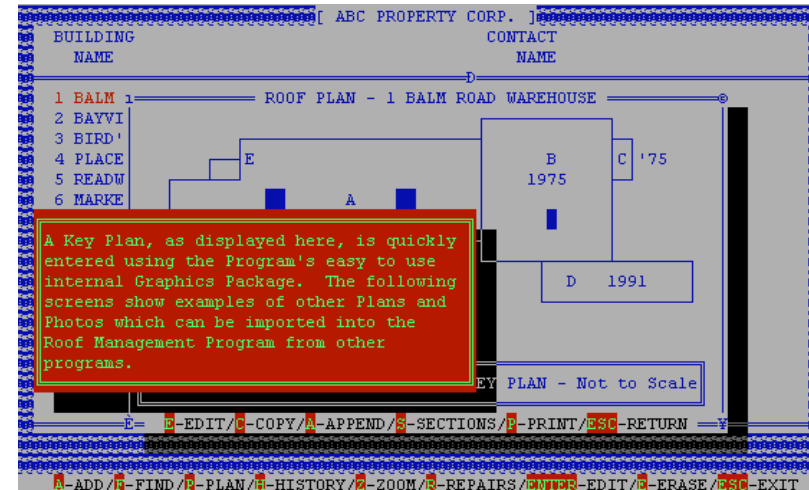 [ ABC PROPERTY CORP. ]
BUILDING CONTACT
NAME NAME
1 BALM
2 BAYVI
3 BIRD'
4 PLACE
5 READW
6 MARKE
ROOF PLAN - 1 BALM ROAD WAREHOUSE
E B C '75
1975
A
D 1991
A Key Plan, as displayed here, is quickly
entered using the Program's easy to use
internal Graphics Package. The following
screens show examples of other Plans and
Photos which can be imported into the
Roof Management Program from other
programs.
EY PLAN - Not to Scale
E-EDIT/C-COPY/A-APPEND/S-SECTIONS/P-PRINT/ESC-RETURN
A-ADD/F-FIND/P-PLAN/H-HISTORY/Z-ZOOM/R-REPAIRS/ENTER-EDIT/E-ERASE/ESC-EXIT